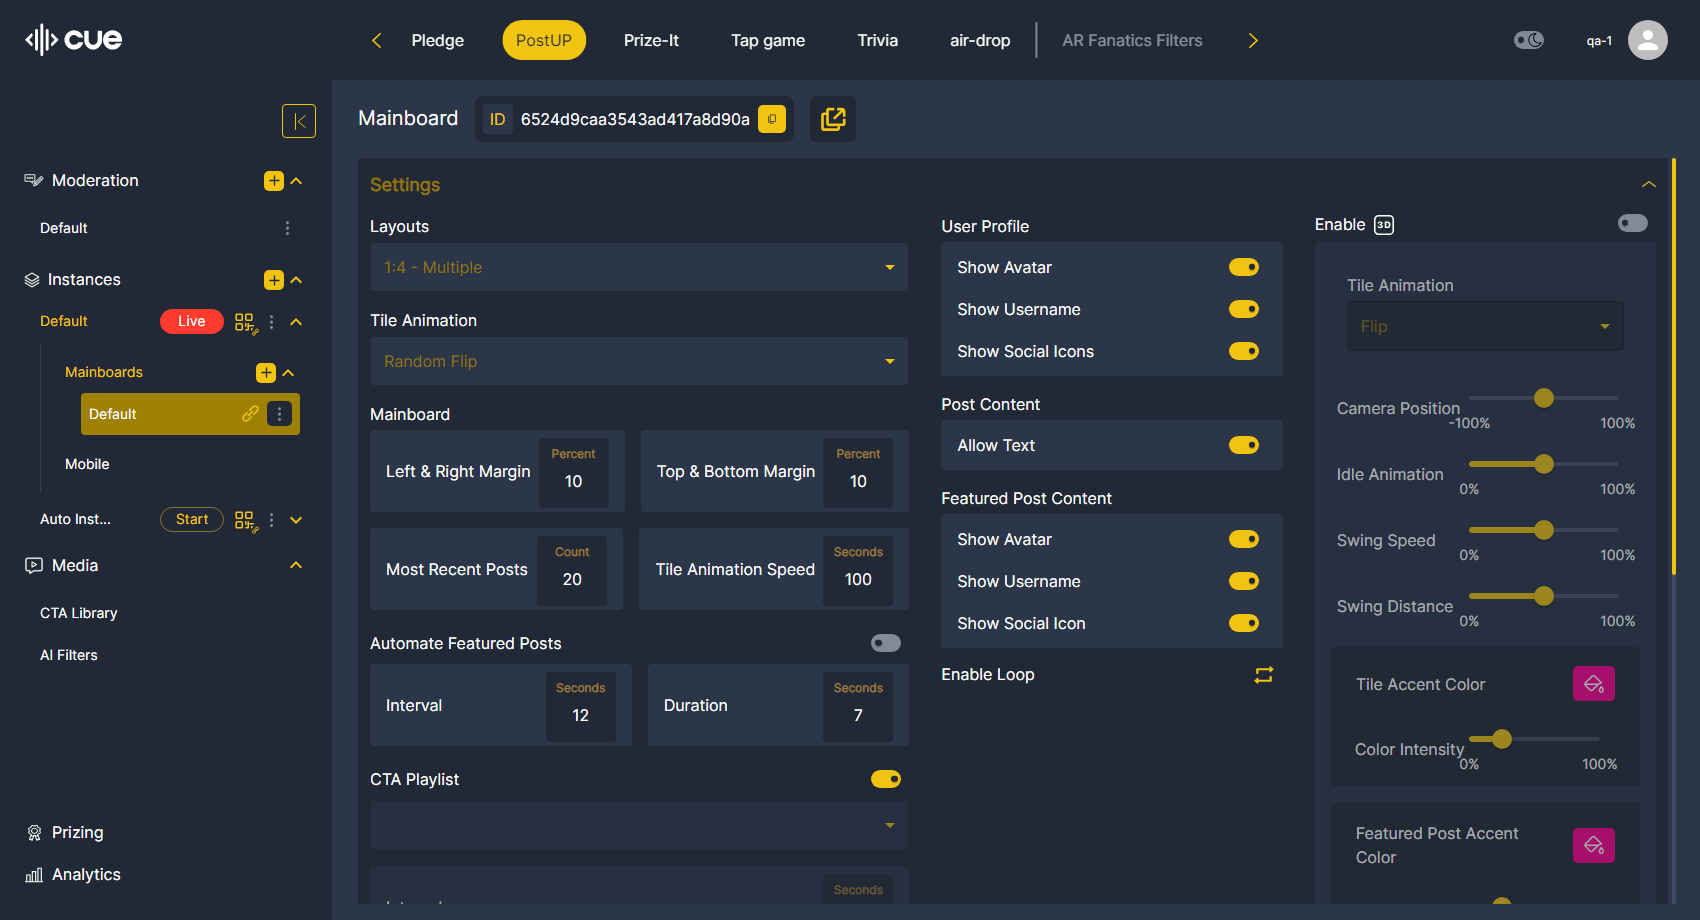 cue
Pledge
PostUP
Prize-It
Tap game
Trivia
air-drop
AR Fanatics Filters
qa-1
Moderation
Default
Instances
Default
Live
Mainboards
Default
Mobile
Auto Inst...
Start
Media
CTA Library
AI Filters
Prizing
Analytics
Mainboard
ID
6524d9caa3543ad417a8d90a
Settings
Layouts
1:4 - Multiple
Tile Animation
Random Flip
Mainboard
Left & Right Margin
Percent
10
Top & Bottom Margin
Percent
10
Most Recent Posts
Count
20
Tile Animation Speed
Seconds
100
Automate Featured Posts
Interval
Seconds
12
Duration
Seconds
7
CTA Playlist
Seconds
User Profile
Show Avatar
Show Username
Show Social Icons
Post Content
Allow Text
Featured Post Content
Show Avatar
Show Username
Show Social Icon
Enable Loop
Enable
3D
Tile Animation
Flip
Camera Position
-100%
100%
Idle Animation
0%
100%
Swing Speed
0%
100%
Swing Distance
0%
100%
Tile Accent Color
Color Intensity
0%
100%
Featured Post Accent
Color